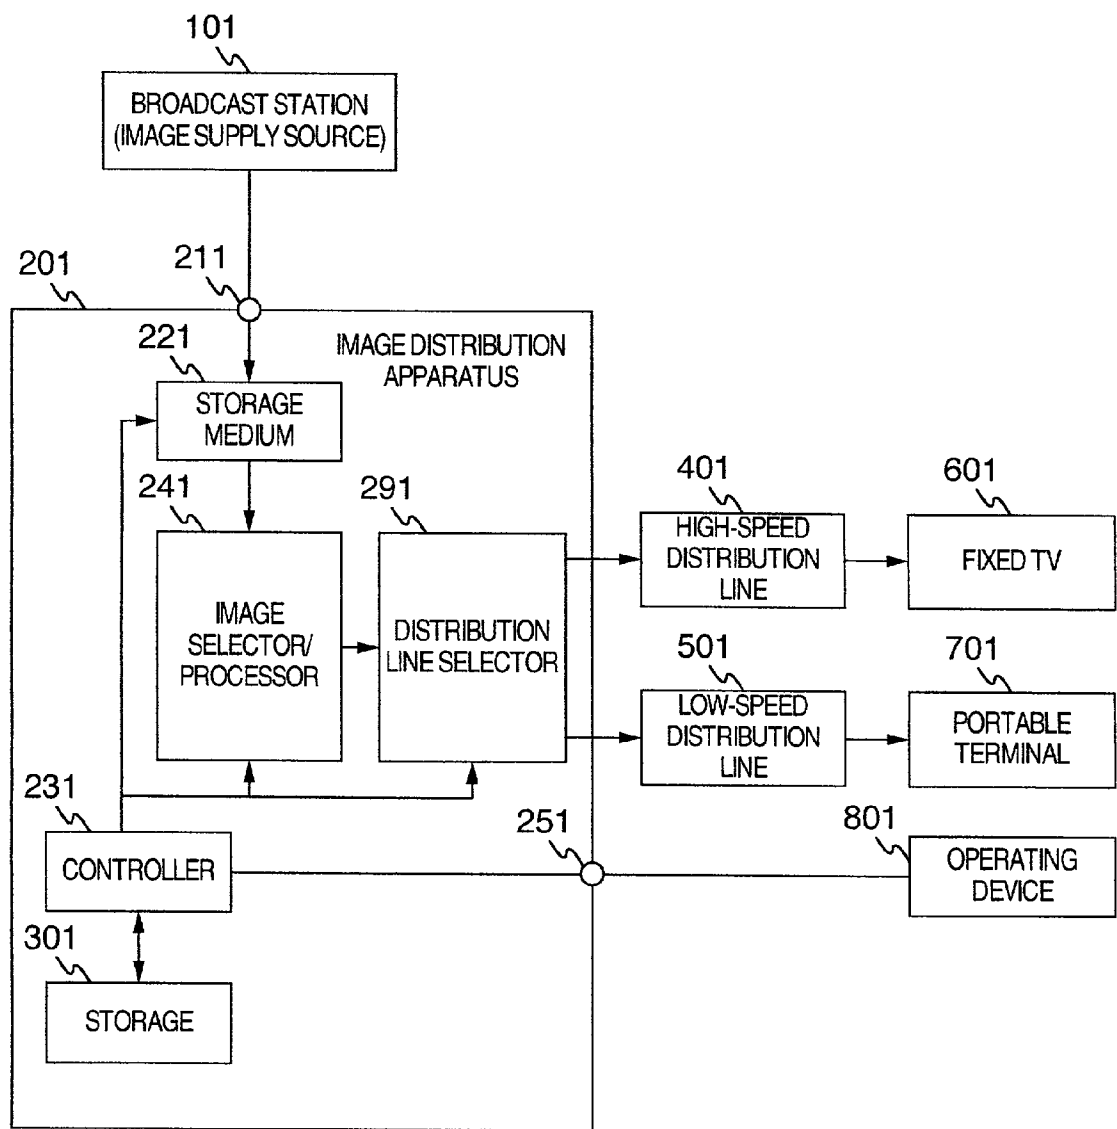 101
BROADCAST STATION
(IMAGE SUPPLY SOURCE)
201
211
IMAGE DISTRIBUTION
APPARATUS
221
STORAGE
MEDIUM
241
IMAGE
SELECTOR/
PROCESSOR
291
DISTRIBUTION
LINE SELECTOR
401
HIGH-SPEED
DISTRIBUTION
LINE
601
FIXED TV
501
LOW-SPEED
DISTRIBUTION
LINE
701
PORTABLE
TERMINAL
231
CONTROLLER
251
801
OPERATING
DEVICE
301
STORAGE